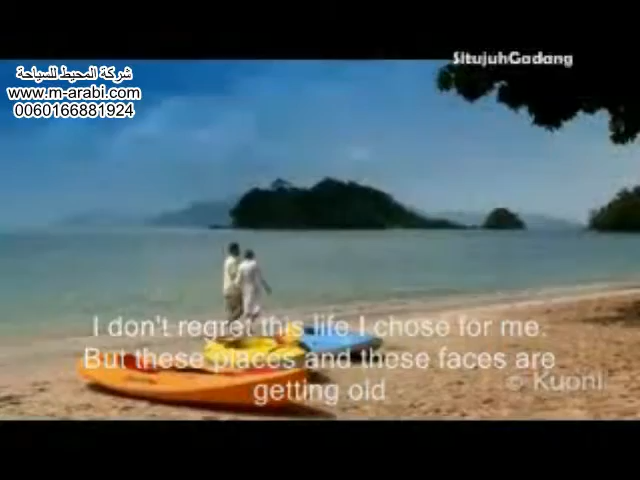 SItujuhGadang
شركة المحيط للسياحة
www.m-arabi.com
0060166881924
I don't regret this life I chose for me.
But these places and these faces are
getting old
© Kuoni